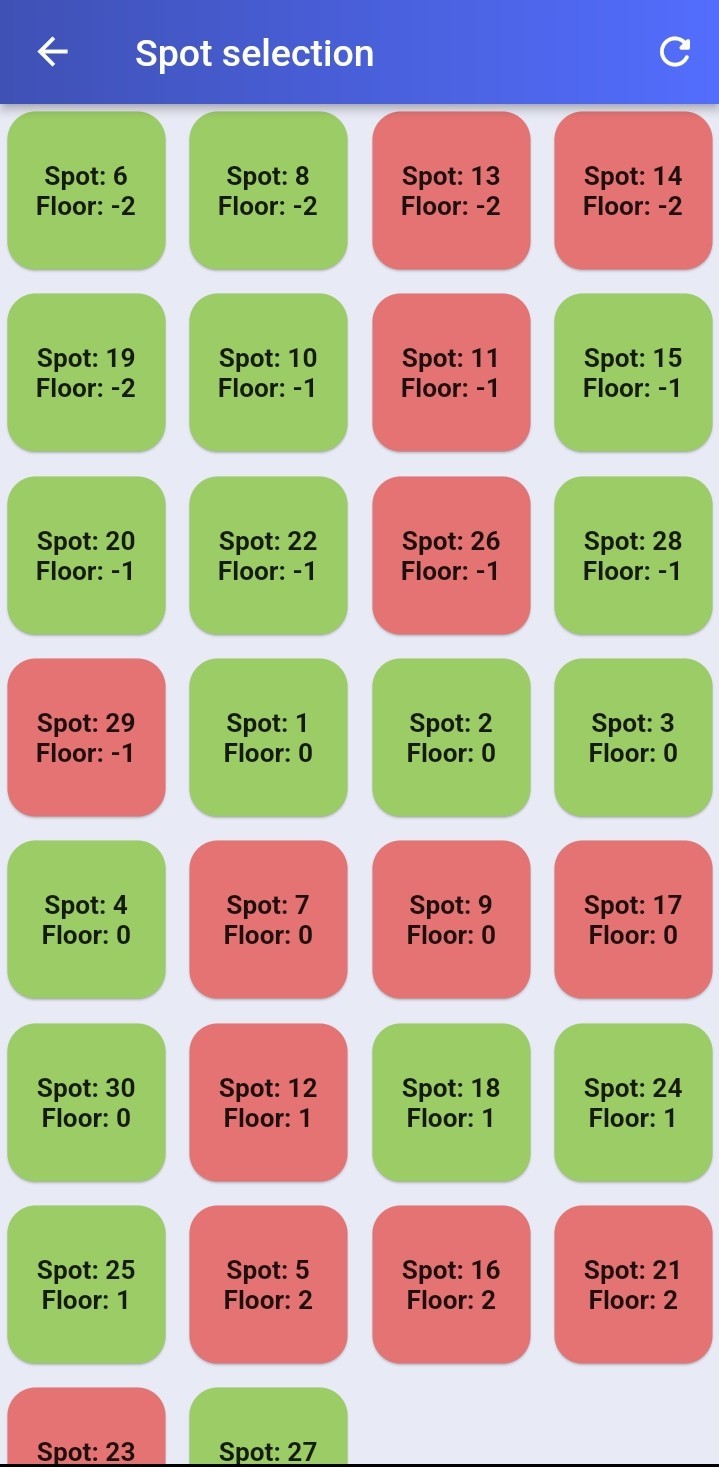 Spot selection
Spot: 6
Floor: -2
Spot: 8
Floor: -2
Spot: 13
Floor: -2
Spot: 14
Floor: -2
Spot: 19
Floor: -2
Spot: 10
Floor: -1
Spot: 11
Floor: -1
Spot: 15
Floor: -1
Spot: 20
Floor: -1
Spot: 22
Floor: -1
Spot: 26
Floor: -1
Spot: 28
Floor: -1
Spot: 29
Floor: -1
Spot: 1
Floor: 0
Spot: 2
Floor: 0
Spot: 3
Floor: 0
Spot: 4
Floor: 0
Spot: 7
Floor: 0
Spot: 9
Floor: 0
Spot: 17
Floor: 0
Spot: 30
Floor: 0
Spot: 12
Floor: 1
Spot: 18
Floor: 1
Spot: 24
Floor: 1
Spot: 25
Floor: 1
Spot: 5
Floor: 2
Spot: 16
Floor: 2
Spot: 21
Floor: 2
Spot: 23
Spot: 27